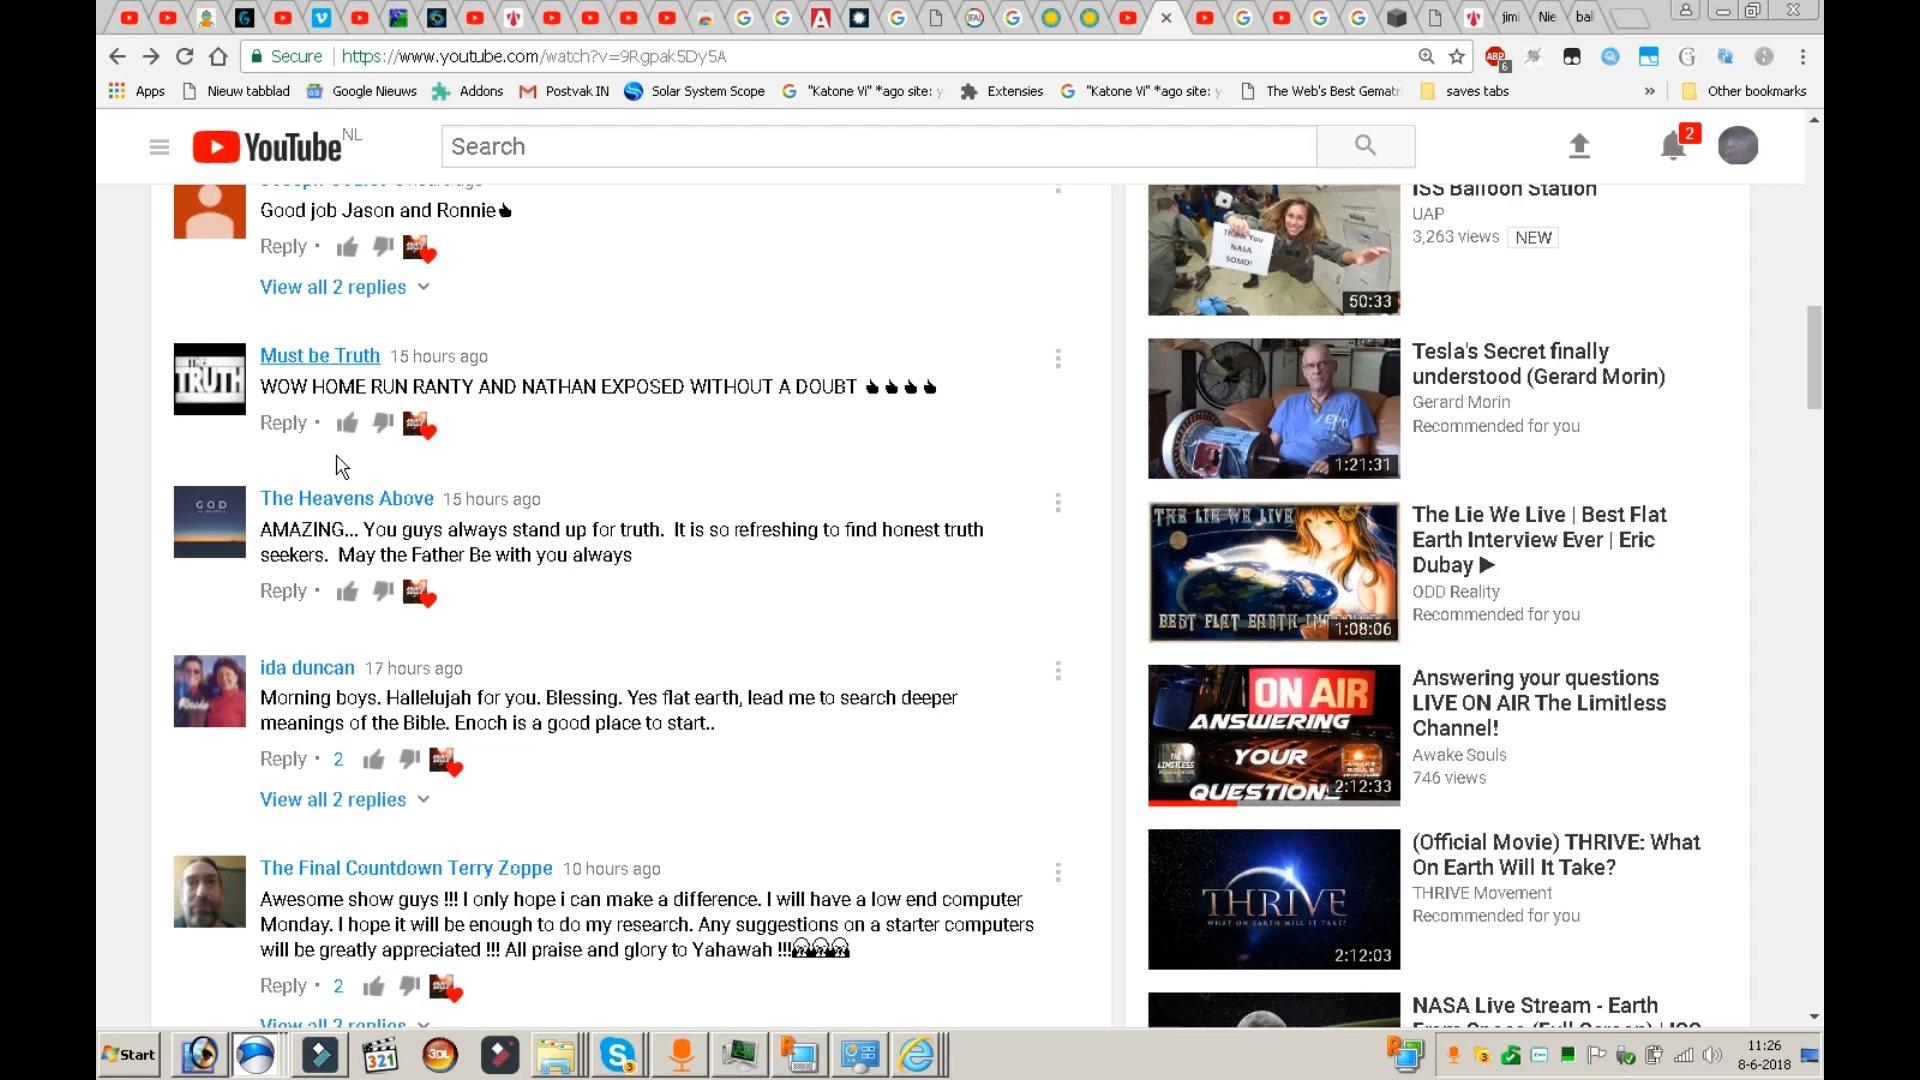 jimi
Nie
bal
Secure
https://www.youtube.com/watch?v=9Rgpak5Dy5A
6
Apps
Nieuw tabblad
Google Nieuws
Addons
Postvak IN
Solar System Scope
"Katone Vi" *ago site: y
Extensies
"Katone Vi" *ago site: y
The Web's Best Gematri
saves tabs
»
Other bookmarks
YouTube NL
Search
2
Good job Jason and Ronnie
Reply
View all 2 replies
Must be Truth 15 hours ago
WOW HOME RUN RANTY AND NATHAN EXPOSED WITHOUT A DOUBT
Reply
TRUTH
The Heavens Above 15 hours ago
AMAZING... You guys always stand up for truth. It is so refreshing to find honest truth
seekers. May the Father Be with you always
Reply
GOD
ida duncan 17 hours ago
Morning boys. Hallelujah for you. Blessing. Yes flat earth, lead me to search deeper
meanings of the Bible. Enoch is a good place to start..
Reply 2
View all 2 replies
The Final Countdown Terry Zoppe 10 hours ago
Awesome show guys !!! I only hope i can make a difference. I will have a low end computer
Monday. I hope it will be enough to do my research. Any suggestions on a starter computers
will be greatly appreciated !!! All praise and glory to Yahawah !!!
Reply 2
View all 2 replies
ISS Balloon Station
UAP
3,263 views NEW
Thank You
NASA
SOMD!
50:33
Tesla's Secret finally
understood (Gerard Morin)
Gerard Morin
Recommended for you
1:21:31
The Lie We Live | Best Flat
Earth Interview Ever | Eric
Dubay ▶
ODD Reality
Recommended for you
THE LIE WE LIVE
BEST FLAT EARTH
1:08:06
Answering your questions
LIVE ON AIR The Limitless
Channel!
Awake Souls
746 views
ON AIR
ANSWERING
YOUR
QUESTION
2:12:33
(Official Movie) THRIVE: What
On Earth Will It Take?
THRIVE Movement
Recommended for you
THRIVE
WHAT ON EARTH WILL IT TAKE?
2:12:03
NASA Live Stream - Earth
From Space (Full Screen) | ISS
Start
321
3DL
3
11:26
8-6-2018